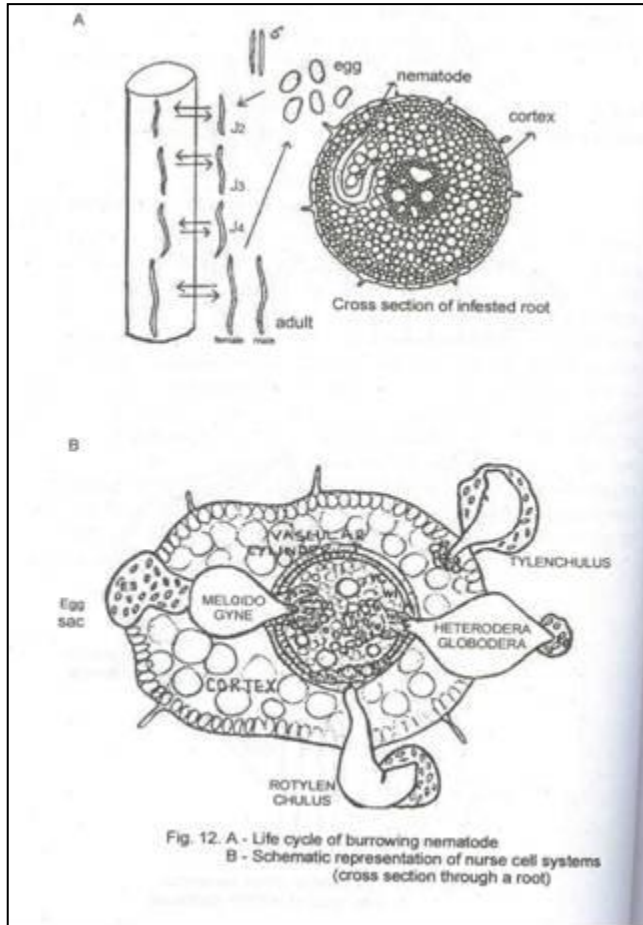 A
egg
nematode
cortex
J2
J3
J4
adult
female male
Cross section of infested root
B
VASCULAR
CYLINDER
TYLENCHULUS
ES
Egg
sac
MELOIDO
GYNE
HETERODERA
GLOBODERA
CORTEX
ROTYLEN
CHULUS
Fig. 12. A - Life cycle of burrowing nematode
B - Schematic representation of nurse cell systems
(cross section through a root)